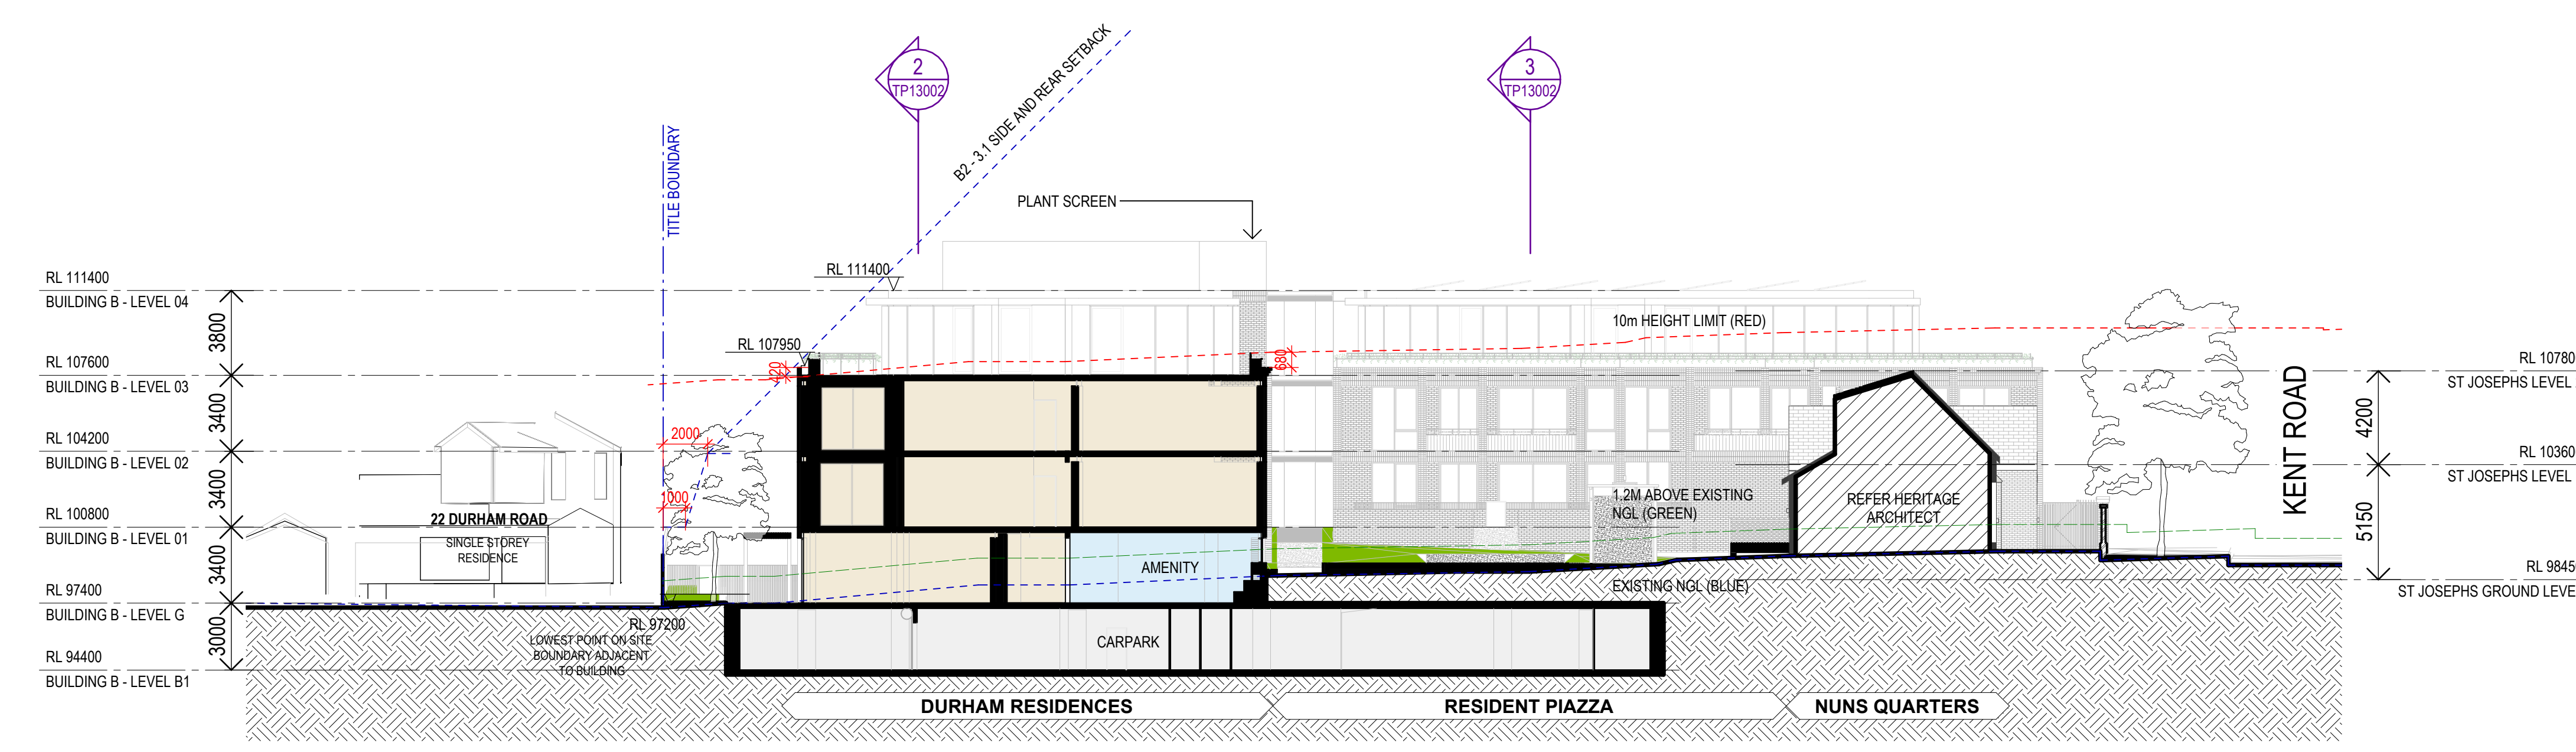 2
TP13002
3
TP13002
B2 - 3.1 SIDE AND REAR SETBACK
TITLE BOUNDARY
PLANT SCREEN
RL 111400
RL 111400
BUILDING B - LEVEL 04
3800
10m HEIGHT LIMIT (RED)
RL 107950
RL 107600
BUILDING B - LEVEL 03
420
680
RL 10780
ST JOSEPHS LEVEL
KENT ROAD
3400
4200
RL 104200
BUILDING B - LEVEL 02
2000
RL 10360
ST JOSEPHS LEVEL
3400
1000
1.2M ABOVE EXISTING
NGL (GREEN)
REFER HERITAGE
ARCHITECT
5150
RL 100800
BUILDING B - LEVEL 01
22 DURHAM ROAD
SINGLE STOREY
RESIDENCE
3400
AMENITY
RL 9845
ST JOSEPHS GROUND LEVE
EXISTING NGL (BLUE)
RL 97400
BUILDING B - LEVEL G
RL 97200
LOWEST POINT ON SITE
BOUNDARY ADJACENT
TO BUILDING
3000
CARPARK
RL 94400
BUILDING B - LEVEL B1
DURHAM RESIDENCES
RESIDENT PIAZZA
NUNS QUARTERS